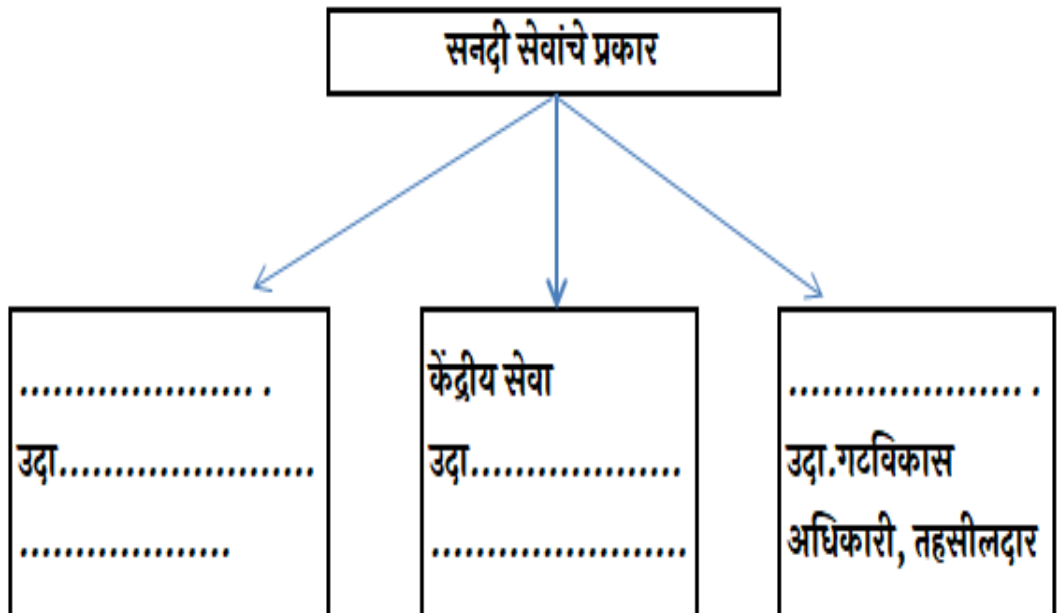 सनदी सेवांचे प्रकार
..................... .
उदा.......................
...................
केंद्रीय सेवा
उदा...................
.......................
..................... .
उदा.गटविकास
अधिकारी, तहसीलदार